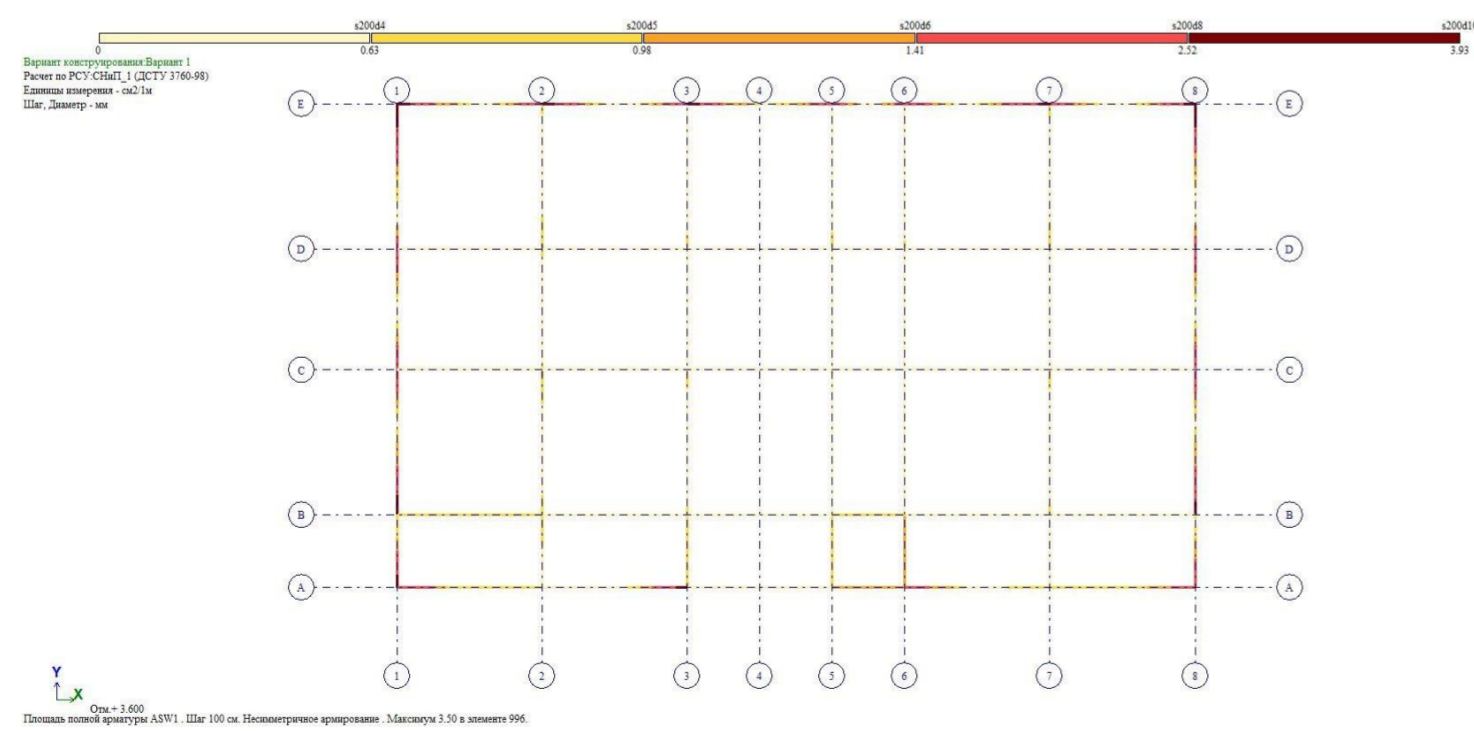 s200d4 s200d5 s200d6 s200d8 s200d10
0 0.63 0.98 1.41 2.52 3.93
Вариант конструирования:Вариант 1
Расчет по РСУ:СНиП_1 (ДСТУ 3760-98)
Единицы измерения - см2/1м
Шаг, Диаметр - мм
1 2 3 4 5 6 7 8
E E
D D
C C
B B
A A
1 2 3 4 5 6 7 8
Y
X
Отм.+ 3.600
Площадь полной арматуры ASW1 . Шаг 100 см. Несимметричное армирование . Максимум 3.50 в элементе 996.